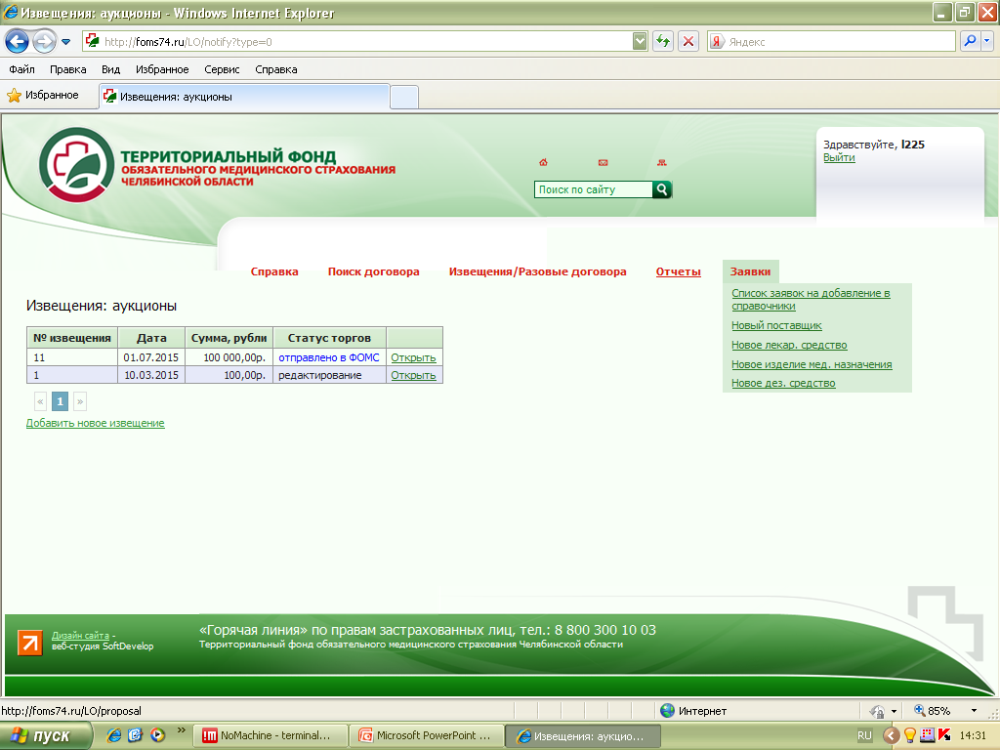 Извещения: аукционы - Windows Internet Explorer
http://foms74.ru/LO/notify?type=0
Яндекс
Файл Правка Вид Избранное Сервис Справка
Избранное
Извещения: аукционы
ТЕРРИТОРИАЛЬНЫЙ ФОНД
ОБЯЗАТЕЛЬНОГО МЕДИЦИНСКОГО СТРАХОВАНИЯ
ЧЕЛЯБИНСКОЙ ОБЛАСТИ
Поиск по сайту
Здравствуйте, l225
Выйти
Справка Поиск договора Извещения/Разовые договора Отчеты Заявки
Список заявок на добавление в
справочники
Новый поставщик
Новое лекар. средство
Новое изделие мед. назначения
Новое дез. средство
Извещения: аукционы
№ извещения Дата Сумма, рубли Статус торгов
11 01.07.2015 100 000,00р. отправлено в ФОМС Открыть
1 10.03.2015 100,00р. редактирование Открыть
« 1 »
Добавить новое извещение
Дизайн сайта -
веб-студия SoftDevelop
«Горячая линия» по правам застрахованных лиц, тел.: 8 800 300 10 03
Территориальный фонд обязательного медицинского страхования Челябинской области
http://foms74.ru/LO/proposal
Интернет
85%
пуск
NoMachine - terminal...
Microsoft PowerPoint ...
Извещения: аукцио...
RU
14:31